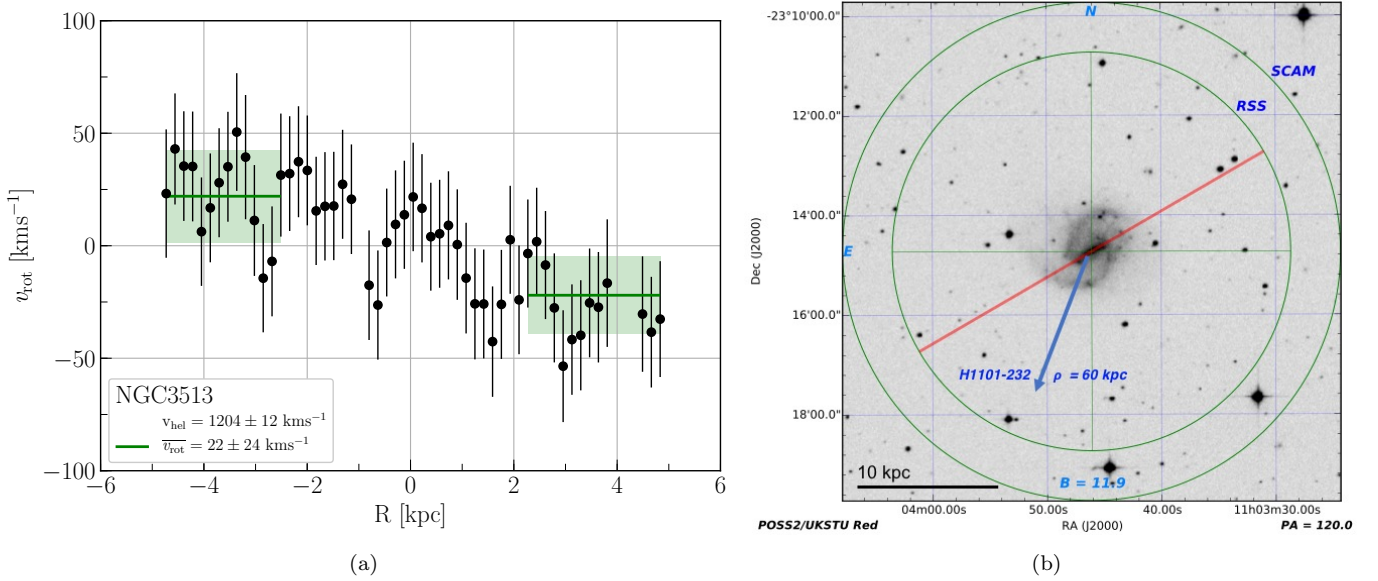 100
50
0
−50
−100
v_rot [kms⁻¹]
NGC3513
v_hel = 1204 ± 12 kms⁻¹
v̅_rot = 22 ± 24 kms⁻¹
−6 −4 −2 0 2 4 6
R [kpc]
(a)
-23°10'00.0"
12'00.0"
14'00.0"
16'00.0"
18'00.0"
Dec (J2000)
N
SCAM
RSS
E
H1101-232 ρ = 60 kpc
10 kpc
B = 11.9
04m00.00s 50.00s 40.00s 11h03m30.00s
POSS2/UKSTU Red RA (J2000) PA = 120.0
(b)